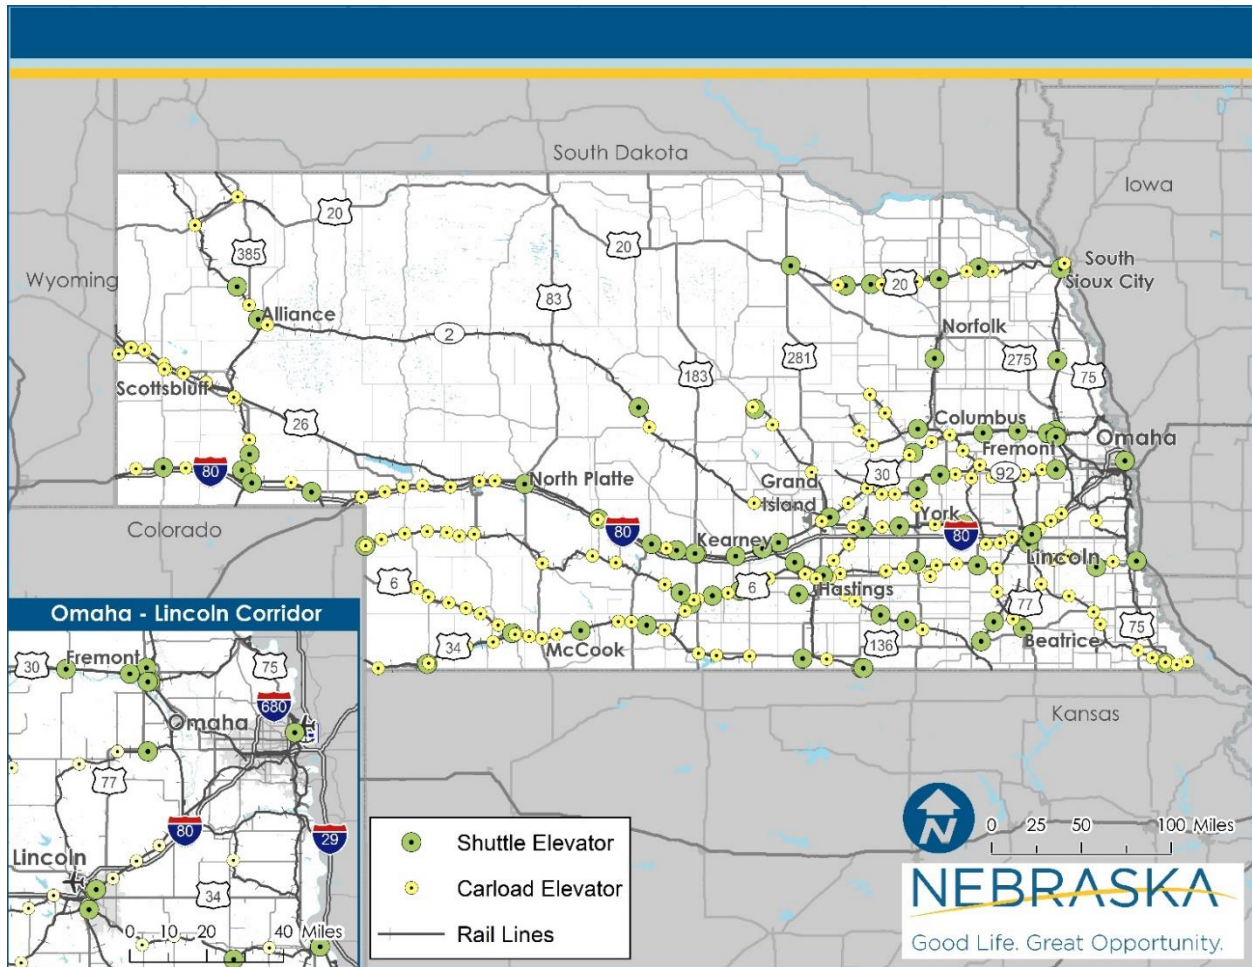 South Dakota
Iowa
Wyoming
20
20
385
South
Sioux City
20
83
Alliance
2
Norfolk
281
275
75
183
Scottsbluff
26
Columbus
Omaha
Fremont
30
92
80
North Platte
Grand
Island
York
Colorado
80
Kearney
80
Lincoln
6
6
Hastings
77
75
34
McCook
136
Beatrice
Kansas
Omaha - Lincoln Corridor
30
Fremont
75
680
Omaha
77
80
29
Lincoln
34
0 10 20 40 Miles
Shuttle Elevator
Carload Elevator
Rail Lines
N
0 25 50 100 Miles
NEBRASKA
Good Life. Great Opportunity.